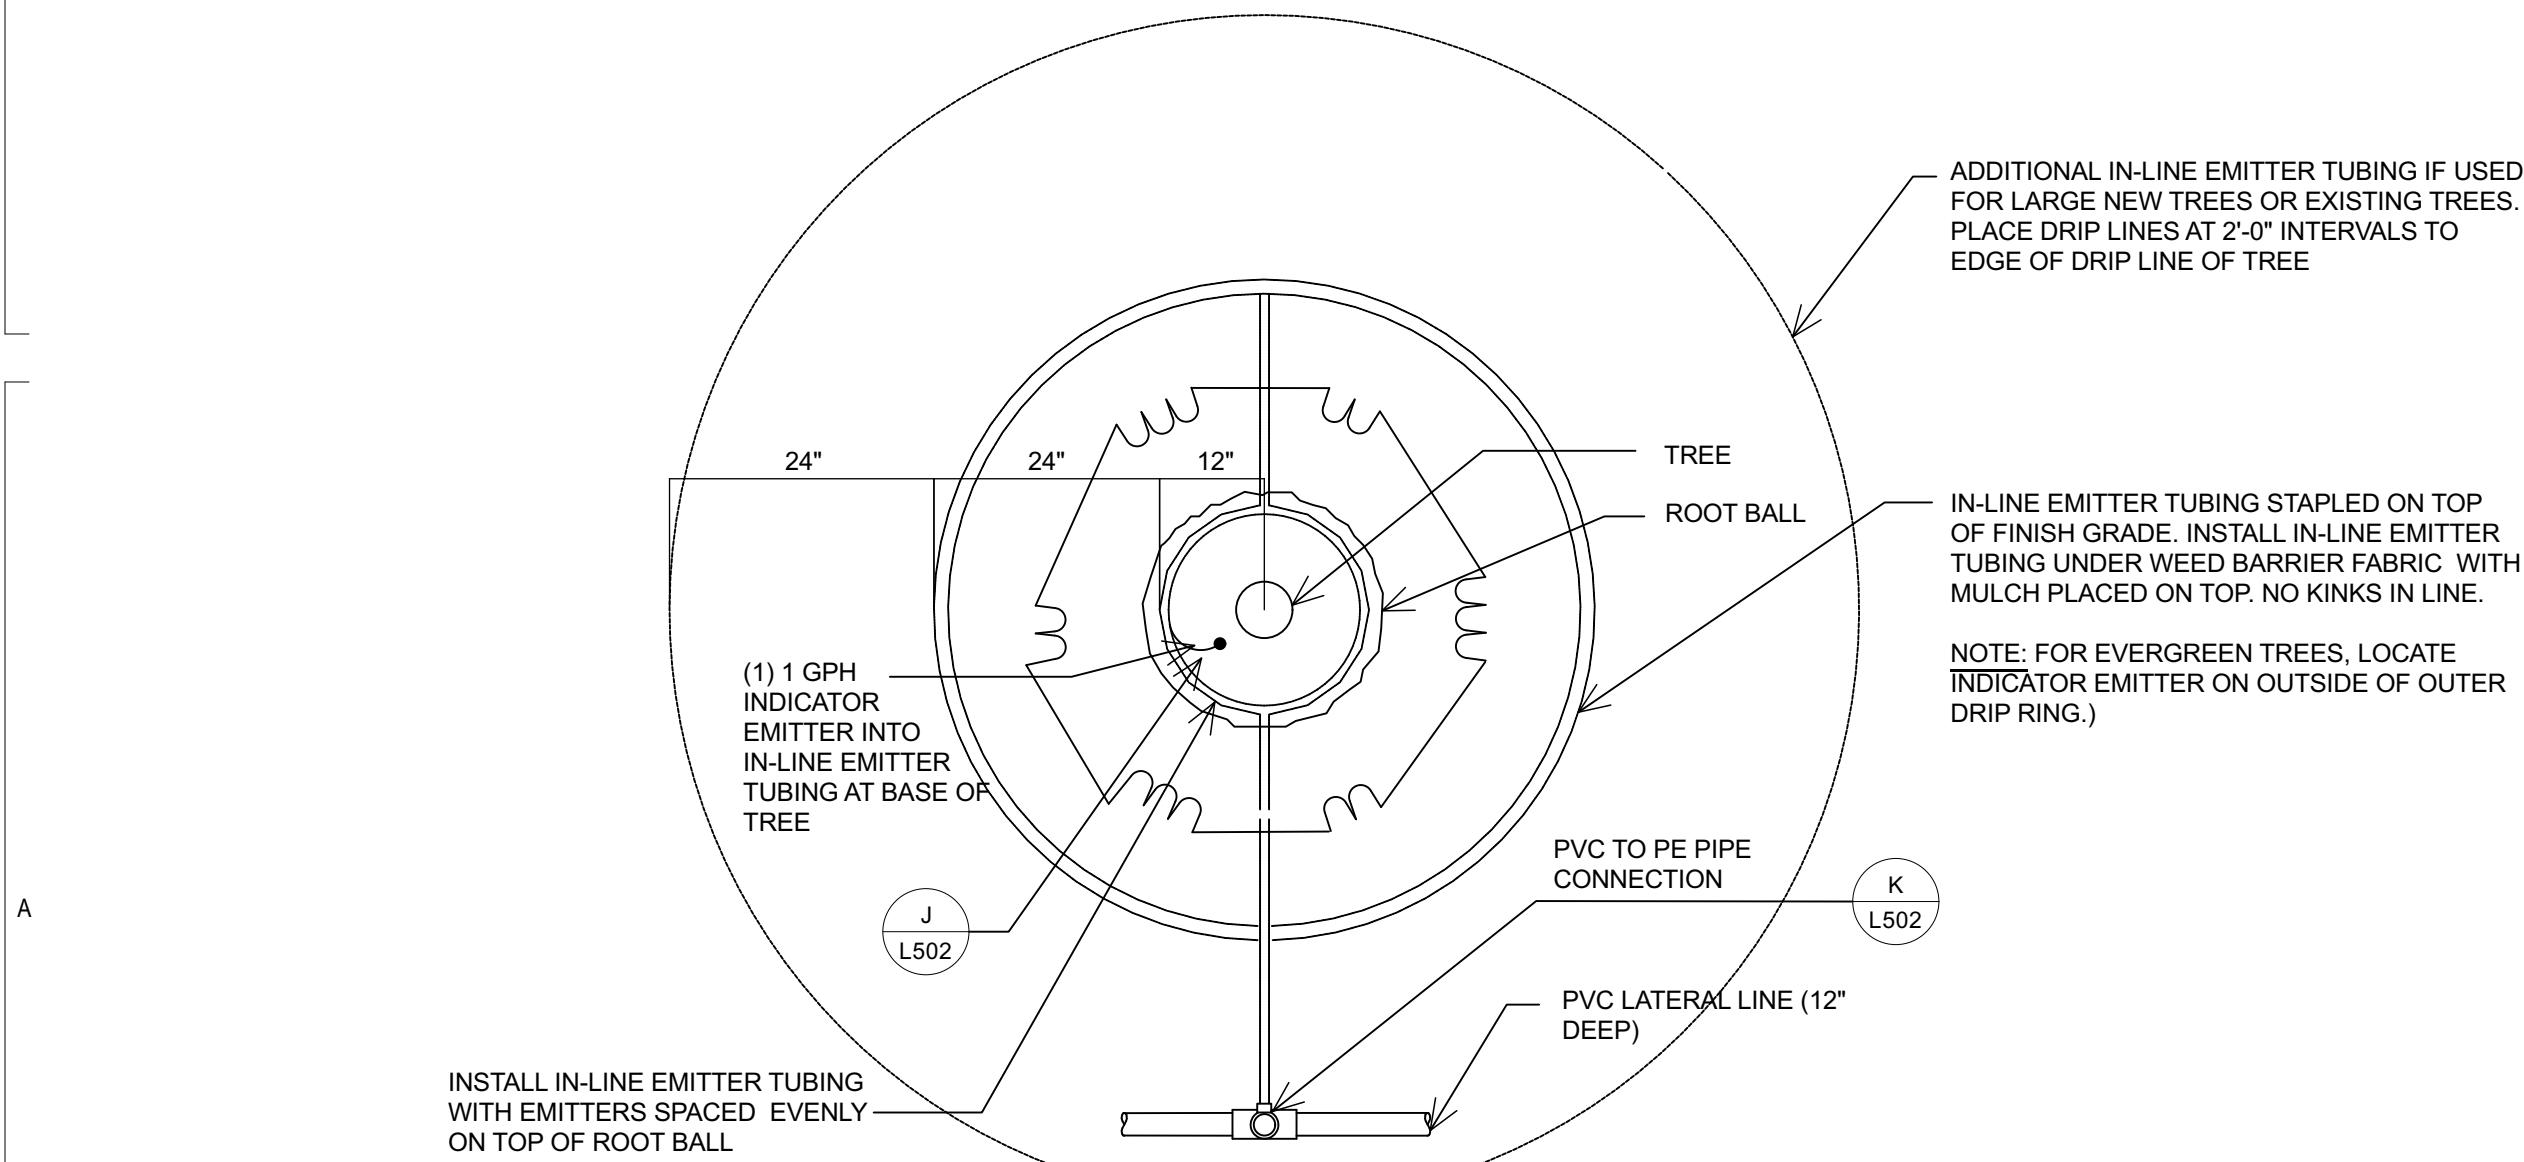 ADDITIONAL IN-LINE EMITTER TUBING IF USED
FOR LARGE NEW TREES OR EXISTING TREES.
PLACE DRIP LINES AT 2'-0" INTERVALS TO
EDGE OF DRIP LINE OF TREE
24"
24"
12"
TREE
ROOT BALL
IN-LINE EMITTER TUBING STAPLED ON TOP
OF FINISH GRADE. INSTALL IN-LINE EMITTER
TUBING UNDER WEED BARRIER FABRIC  WITH
MULCH PLACED ON TOP. NO KINKS IN LINE.
NOTE: FOR EVERGREEN TREES, LOCATE
INDICATOR EMITTER ON OUTSIDE OF OUTER
DRIP RING.)
(1) 1 GPH
INDICATOR
EMITTER INTO
IN-LINE EMITTER
TUBING AT BASE OF
TREE
PVC TO PE PIPE
CONNECTION
K
L502
A
J
L502
PVC LATERAL LINE (12"
DEEP)
INSTALL IN-LINE EMITTER TUBING
WITH EMITTERS SPACED  EVENLY
ON TOP OF ROOT BALL